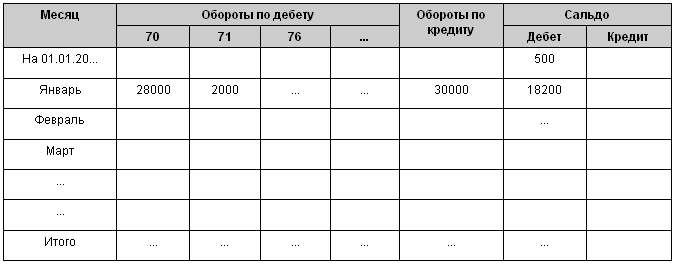 Месяц Обороты по дебету Обороты по кредиту Сальдо
70 71 76 ... Дебет Кредит
На 01.01.20... 500
Январь 28000 2000 ... ... 30000 18200
Февраль ...
Март
...
...
Итого ... ... ... ... ... ...